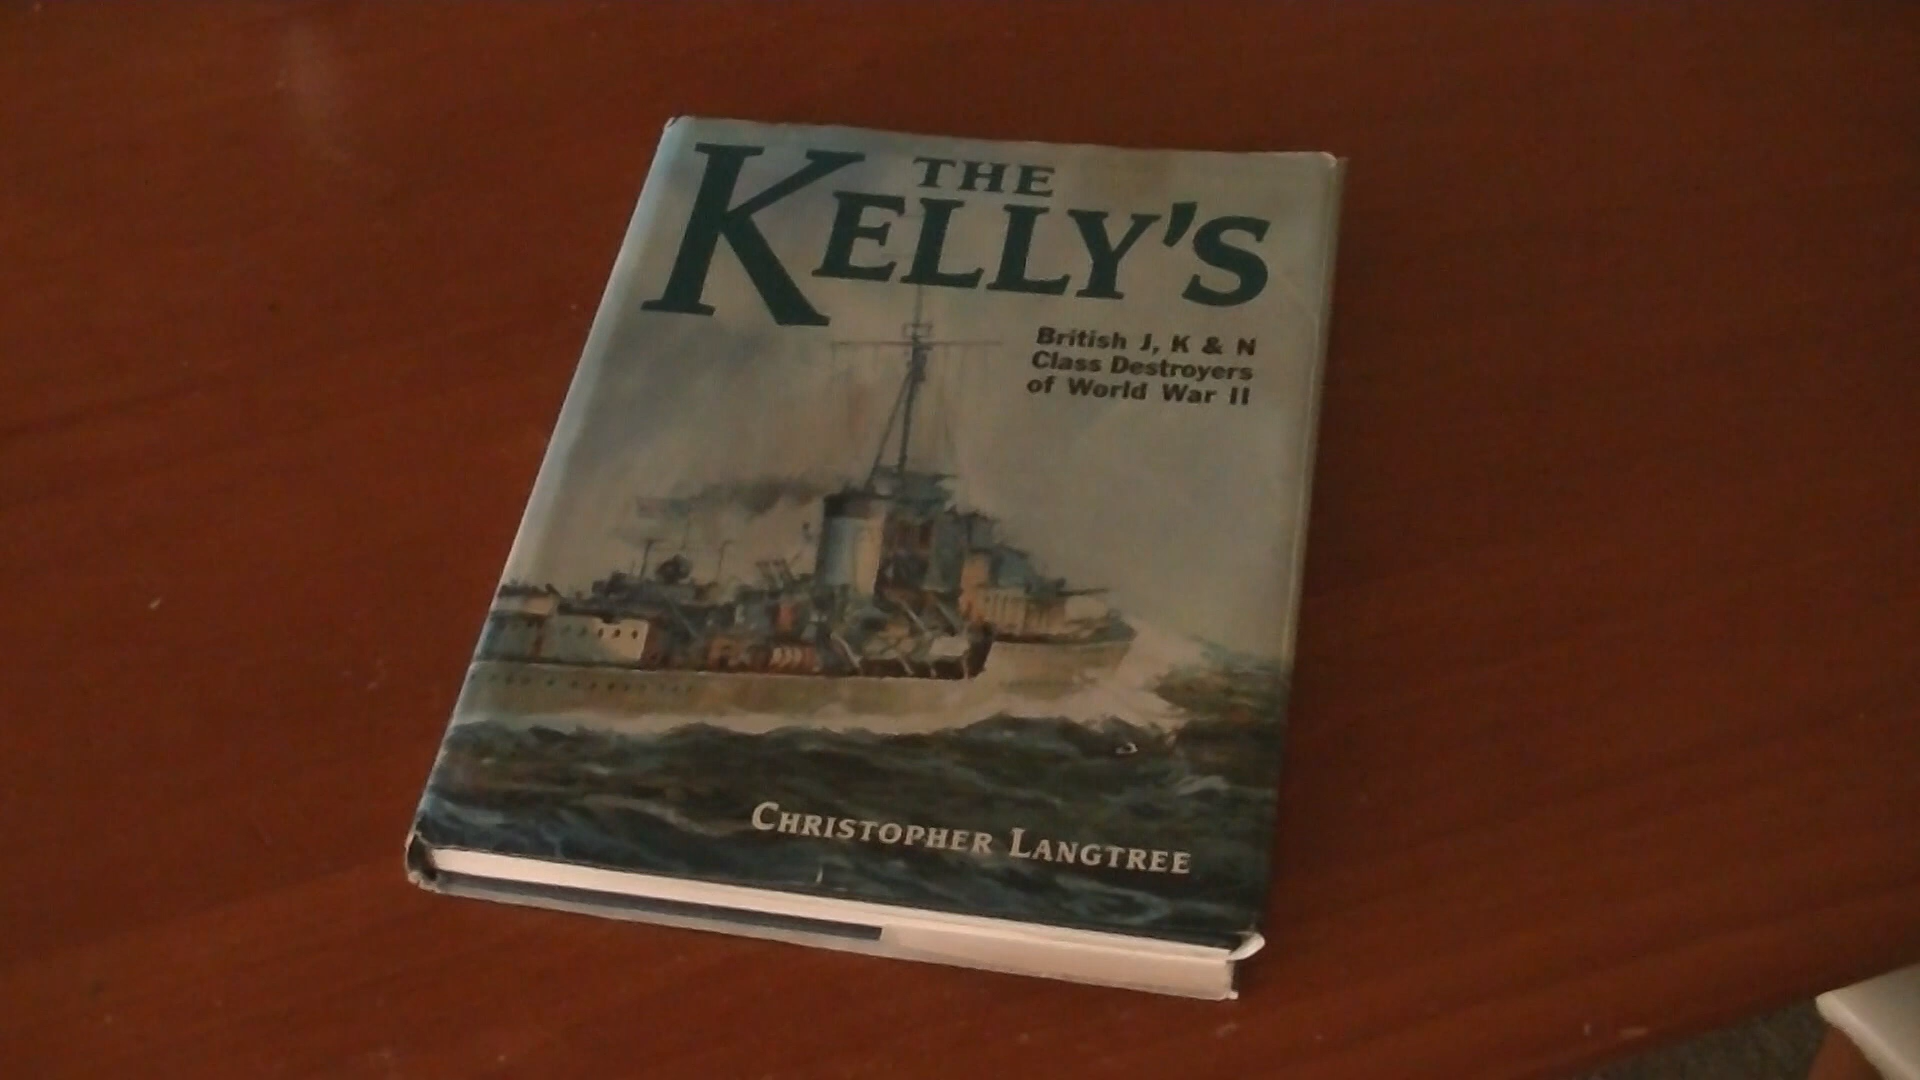 THE
KELLY'S
British J, K & N
Class Destroyers
of World War II
CHRISTOPHER LANGTREE